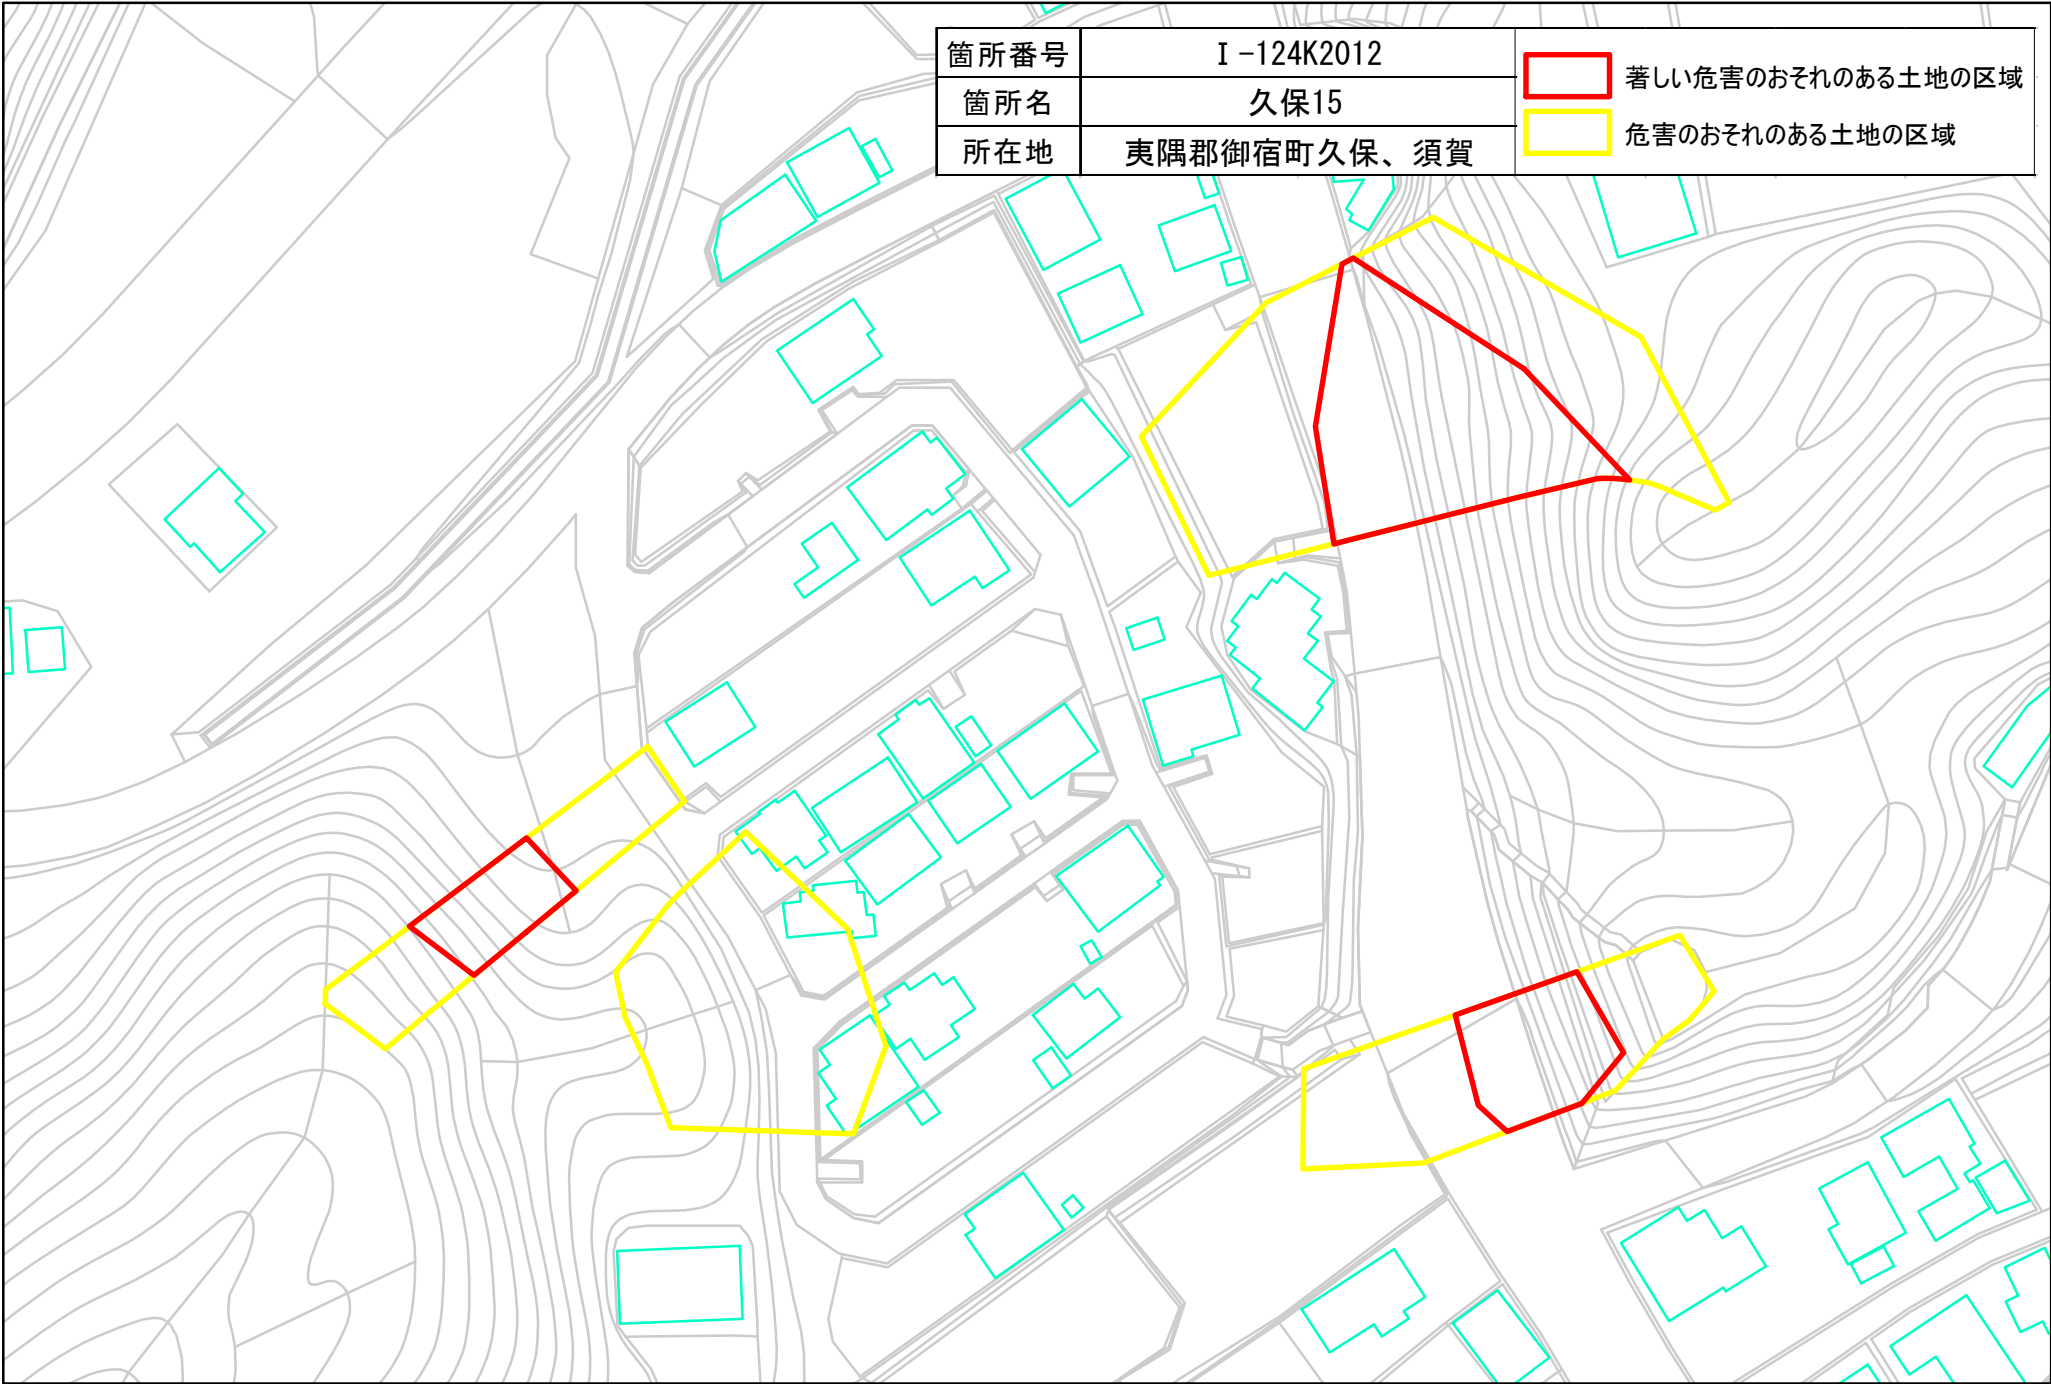 箇所番号 Ⅰ-124K2012
箇所名 久保15
所在地 夷隅郡御宿町久保、須賀
著しい危害のおそれのある土地の区域
危害のおそれのある土地の区域